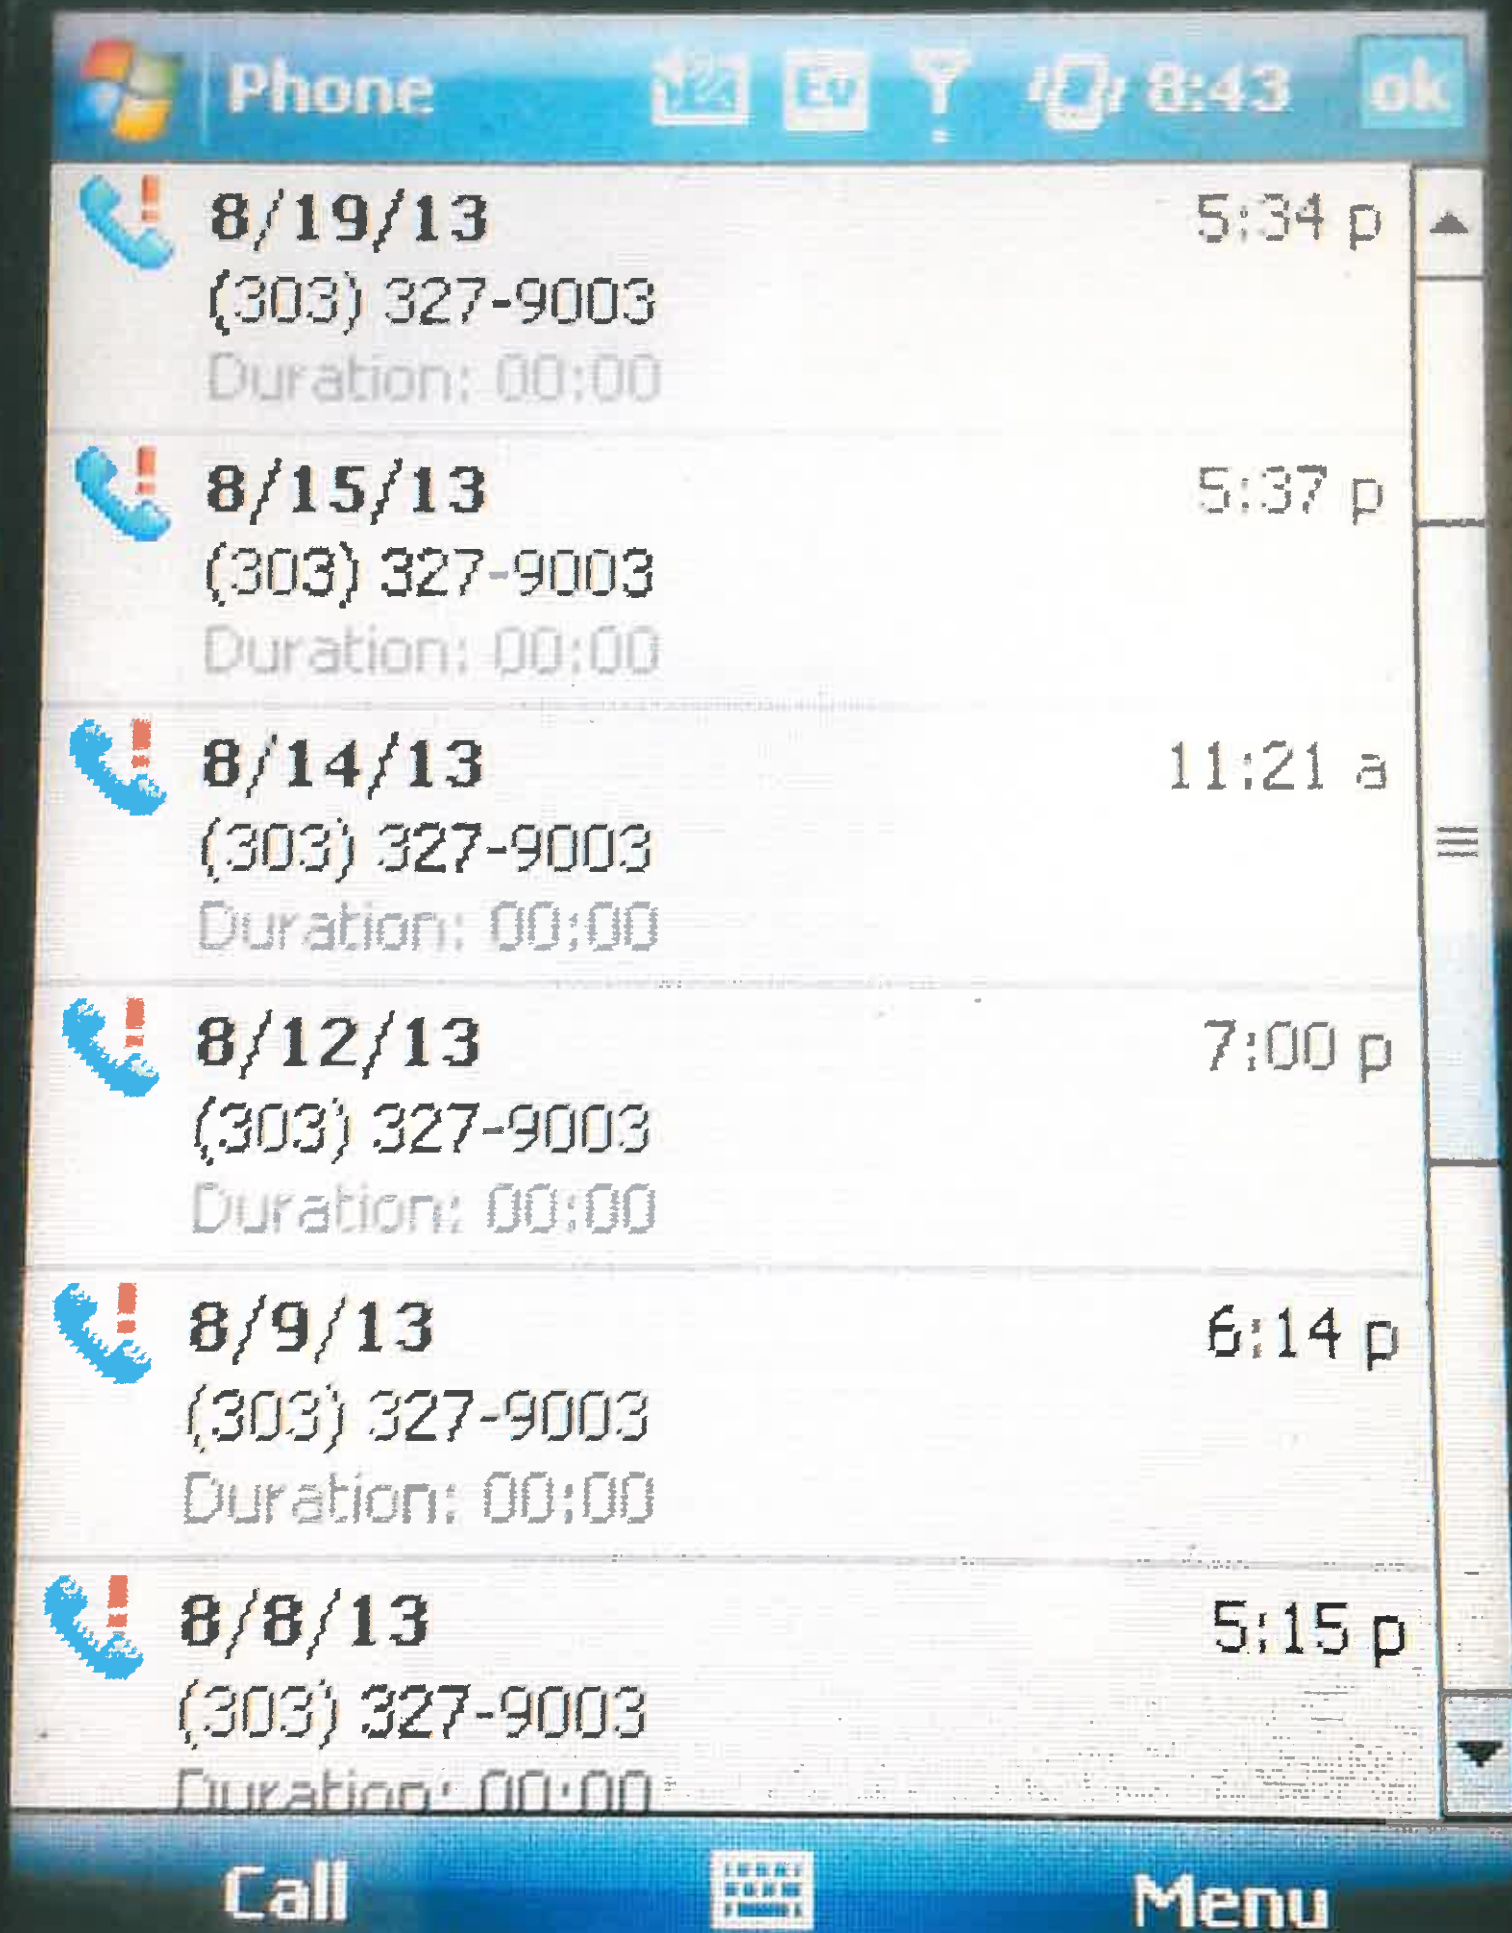 Phone 8:43 ok
8/19/13 5:34 p
(303) 327-9003
Duration: 00:00
8/15/13 5:37 p
(303) 327-9003
Duration: 00:00
8/14/13 11:21 a
(303) 327-9003
Duration: 00:00
8/12/13 7:00 p
(303) 327-9003
Duration: 00:00
8/9/13 6:14 p
(303) 327-9003
Duration: 00:00
8/8/13 5:15 p
(303) 327-9003
Duration: 00:00
Call Menu